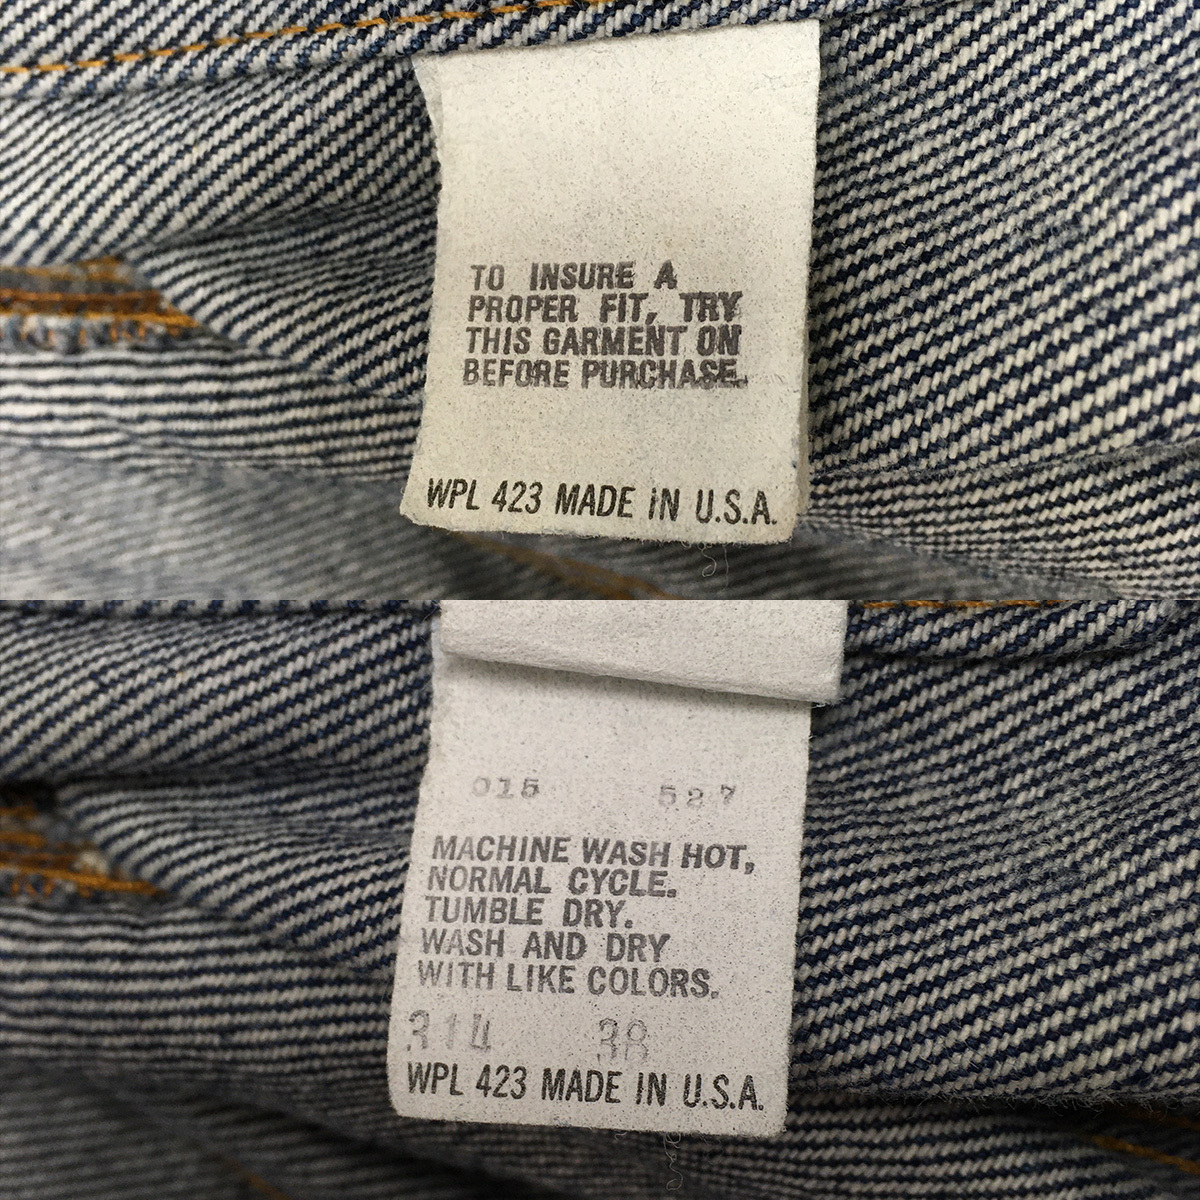 TO INSURE A
PROPER FIT, TRY
THIS GARMENT ON
BEFORE PURCHASE.
WPL 423 MADE IN U.S.A.
015 527
MACHINE WASH HOT,
NORMAL CYCLE.
TUMBLE DRY.
WASH AND DRY
WITH LIKE COLORS.
314 38
WPL 423 MADE IN U.S.A.